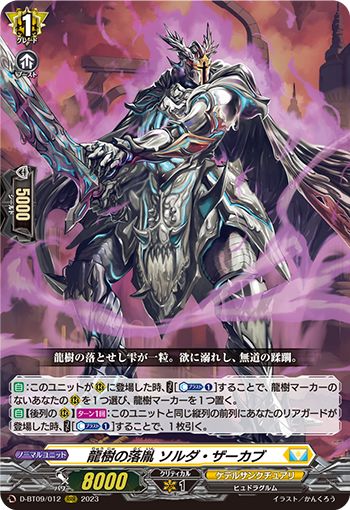 1
グレード
ブースト
5000
シールド
龍樹の落とせし雫が一粒。欲に溺れし、無道の蹂躙。
自:このユニットがRに登場した時、【カウンターブラスト1】することで、龍樹マーカーの
ないあなたのRを1つ選び、龍樹マーカーを1つ置く。
自【後列のR】ターン1回:このユニットと同じ縦列の前列にあなたのリアガードが
登場した時、【カウンターブラスト1】することで、1枚引く。
ノーマルユニット
龍樹の落胤 ソルダ・ザーカブ
ケテルサンクチュアリ
D-BT09/012 RRR 2023
パワー 8000
クリティカル
1
ヒュドラグルム
イラスト/かんくろう